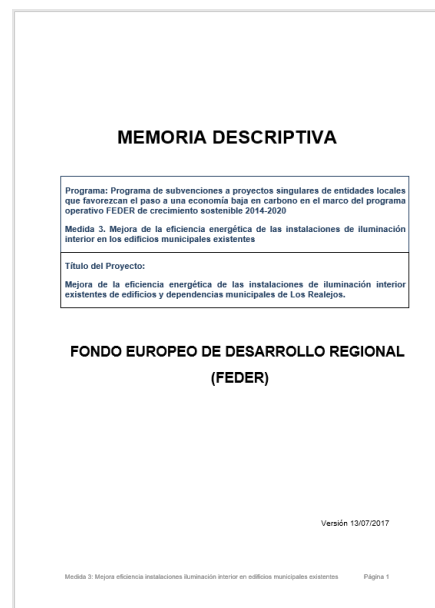 MEMORIA DESCRIPTIVA
Programa: Programa de subvenciones a proyectos singulares de entidades locales
que favorezcan el paso a una economía baja en carbono en el marco del programa
operativo FEDER de crecimiento sostenible 2014-2020
Medida 3. Mejora de la eficiencia energética de las instalaciones de iluminación
interior en los edificios municipales existentes
Título del Proyecto:
Mejora de la eficiencia energética de las instalaciones de iluminación interior
existentes de edificios y dependencias municipales de Los Realejos.
FONDO EUROPEO DE DESARROLLO REGIONAL
(FEDER)
Versión 13/07/2017
Medida 3: Mejora eficiencia instalaciones iluminación interior en edificios municipales existentes Página 1